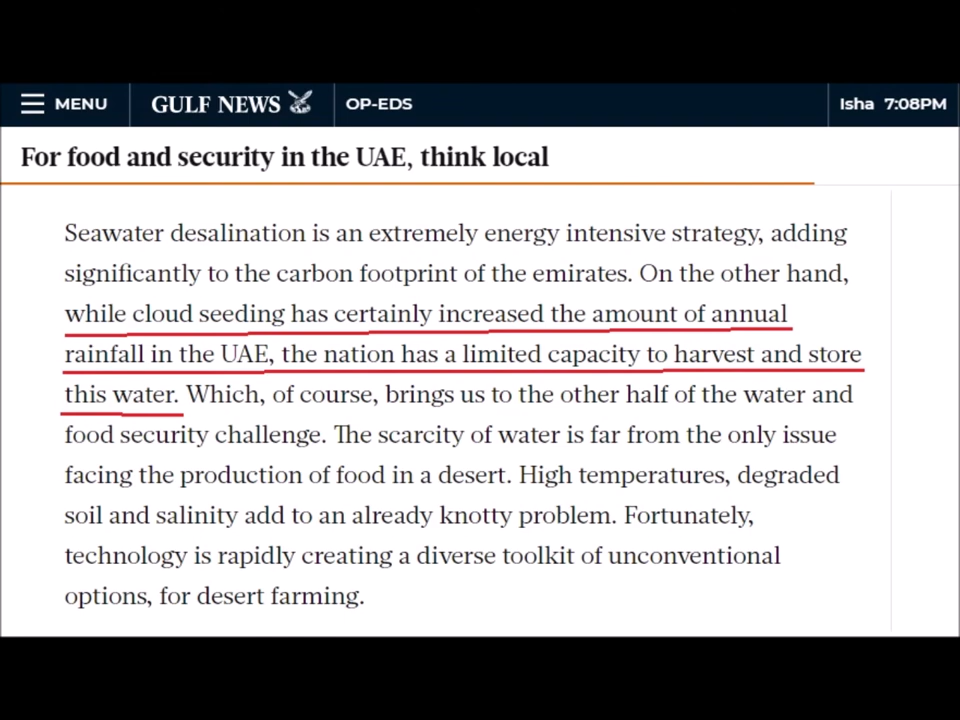 MENU
GULF NEWS
OP-EDS
Isha 7:08PM
For food and security in the UAE, think local
Seawater desalination is an extremely energy intensive strategy, adding
significantly to the carbon footprint of the emirates. On the other hand,
while cloud seeding has certainly increased the amount of annual
rainfall in the UAE, the nation has a limited capacity to harvest and store
this water. Which, of course, brings us to the other half of the water and
food security challenge. The scarcity of water is far from the only issue
facing the production of food in a desert. High temperatures, degraded
soil and salinity add to an already knotty problem. Fortunately,
technology is rapidly creating a diverse toolkit of unconventional
options, for desert farming.